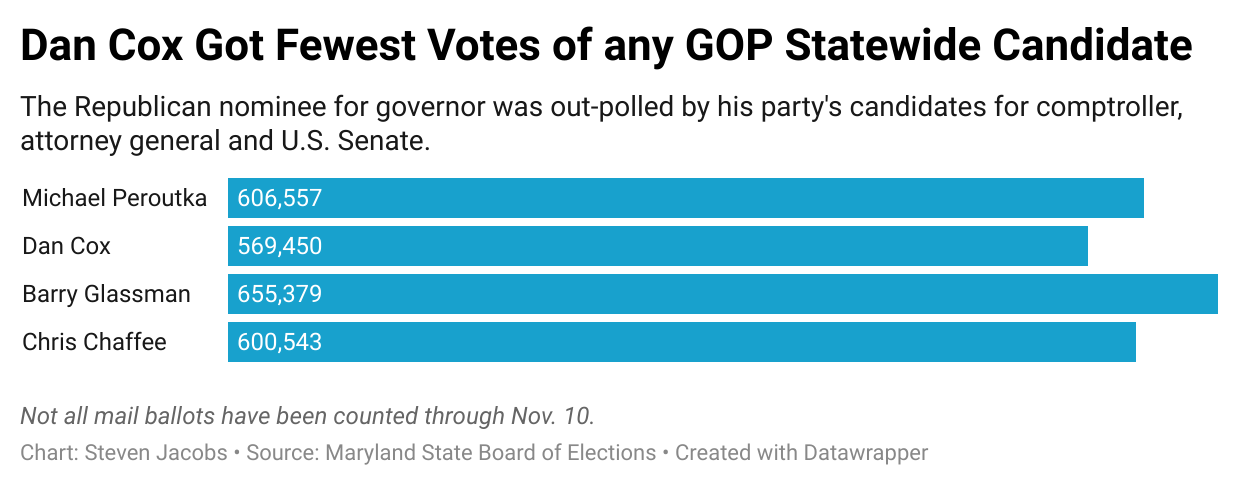 Dan Cox Got Fewest Votes of any GOP Statewide Candidate
The Republican nominee for governor was out-polled by his party's candidates for comptroller,
attorney general and U.S. Senate.
Michael Peroutka 606,557
Dan Cox 569,450
Barry Glassman 655,379
Chris Chaffee 600,543
Not all mail ballots have been counted through Nov. 10.
Chart: Steven Jacobs • Source: Maryland State Board of Elections • Created with Datawrapper